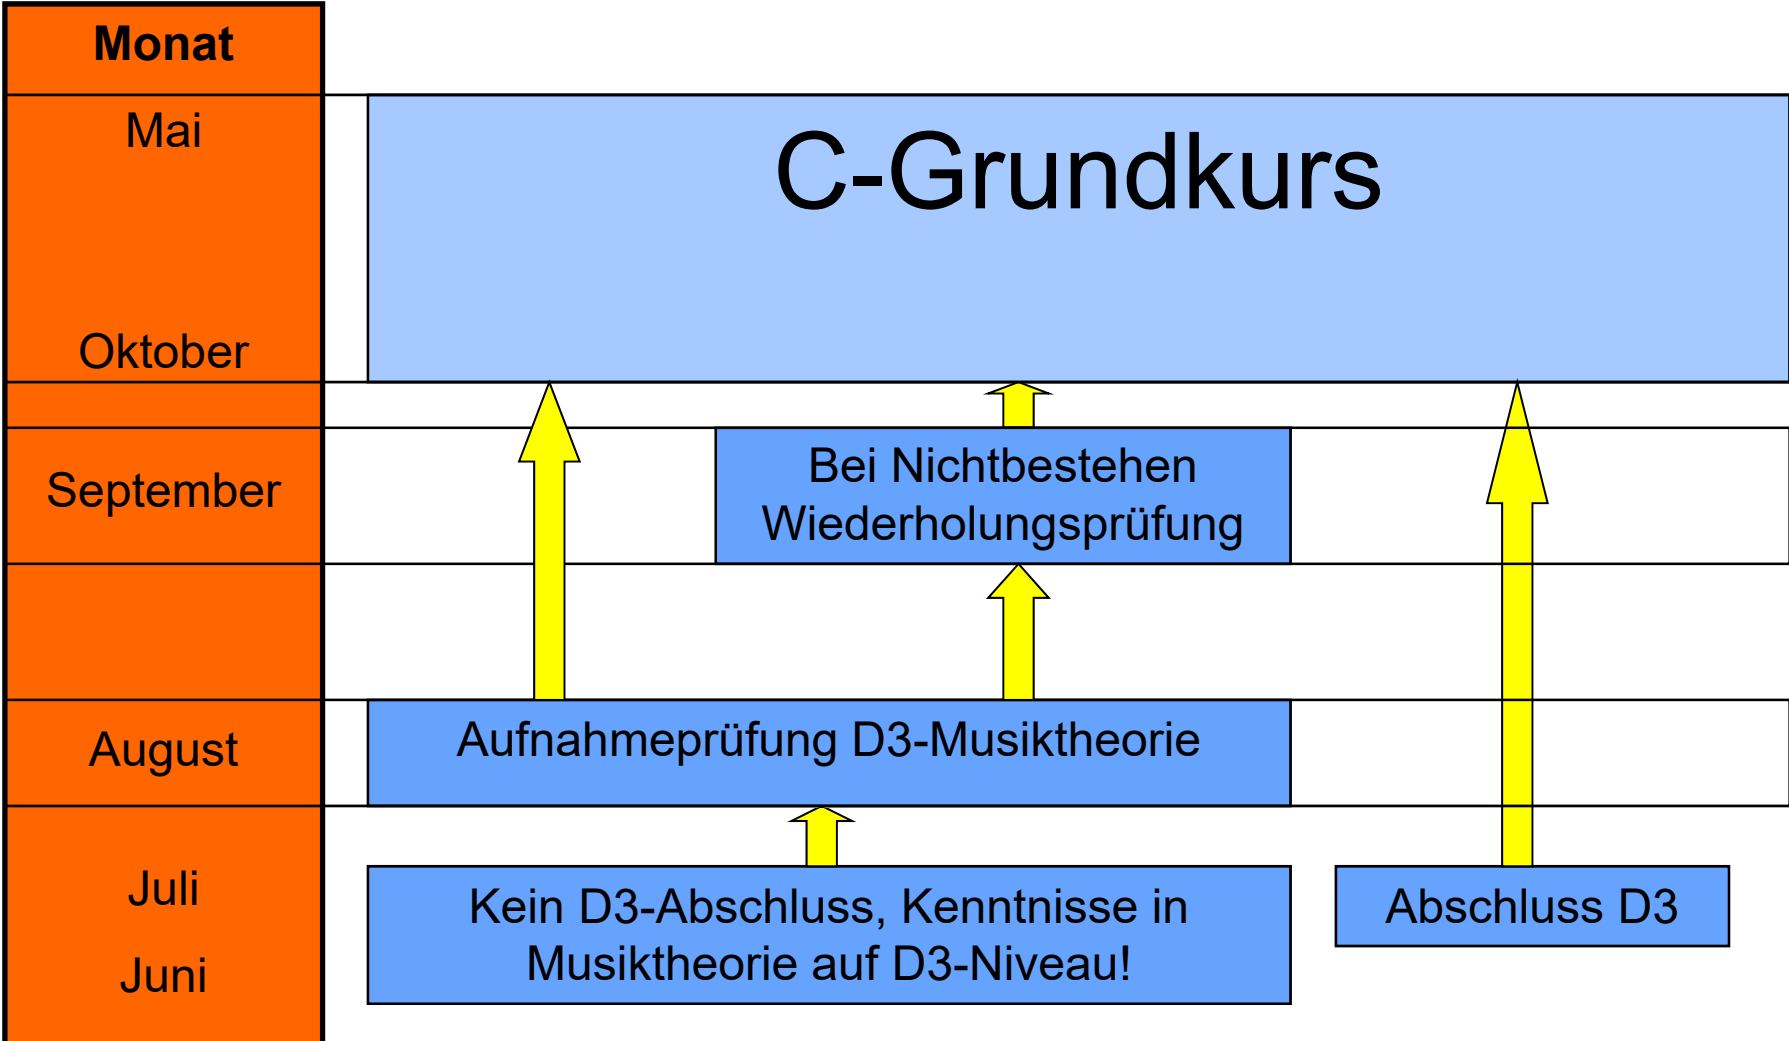 Monat
Mai
C-Grundkurs
Oktober
September
Bei Nichtbestehen
Wiederholungsprüfung
August
Aufnahmeprüfung D3-Musiktheorie
Juli
Juni
Kein D3-Abschluss, Kenntnisse in
Musiktheorie auf D3-Niveau!
Abschluss D3